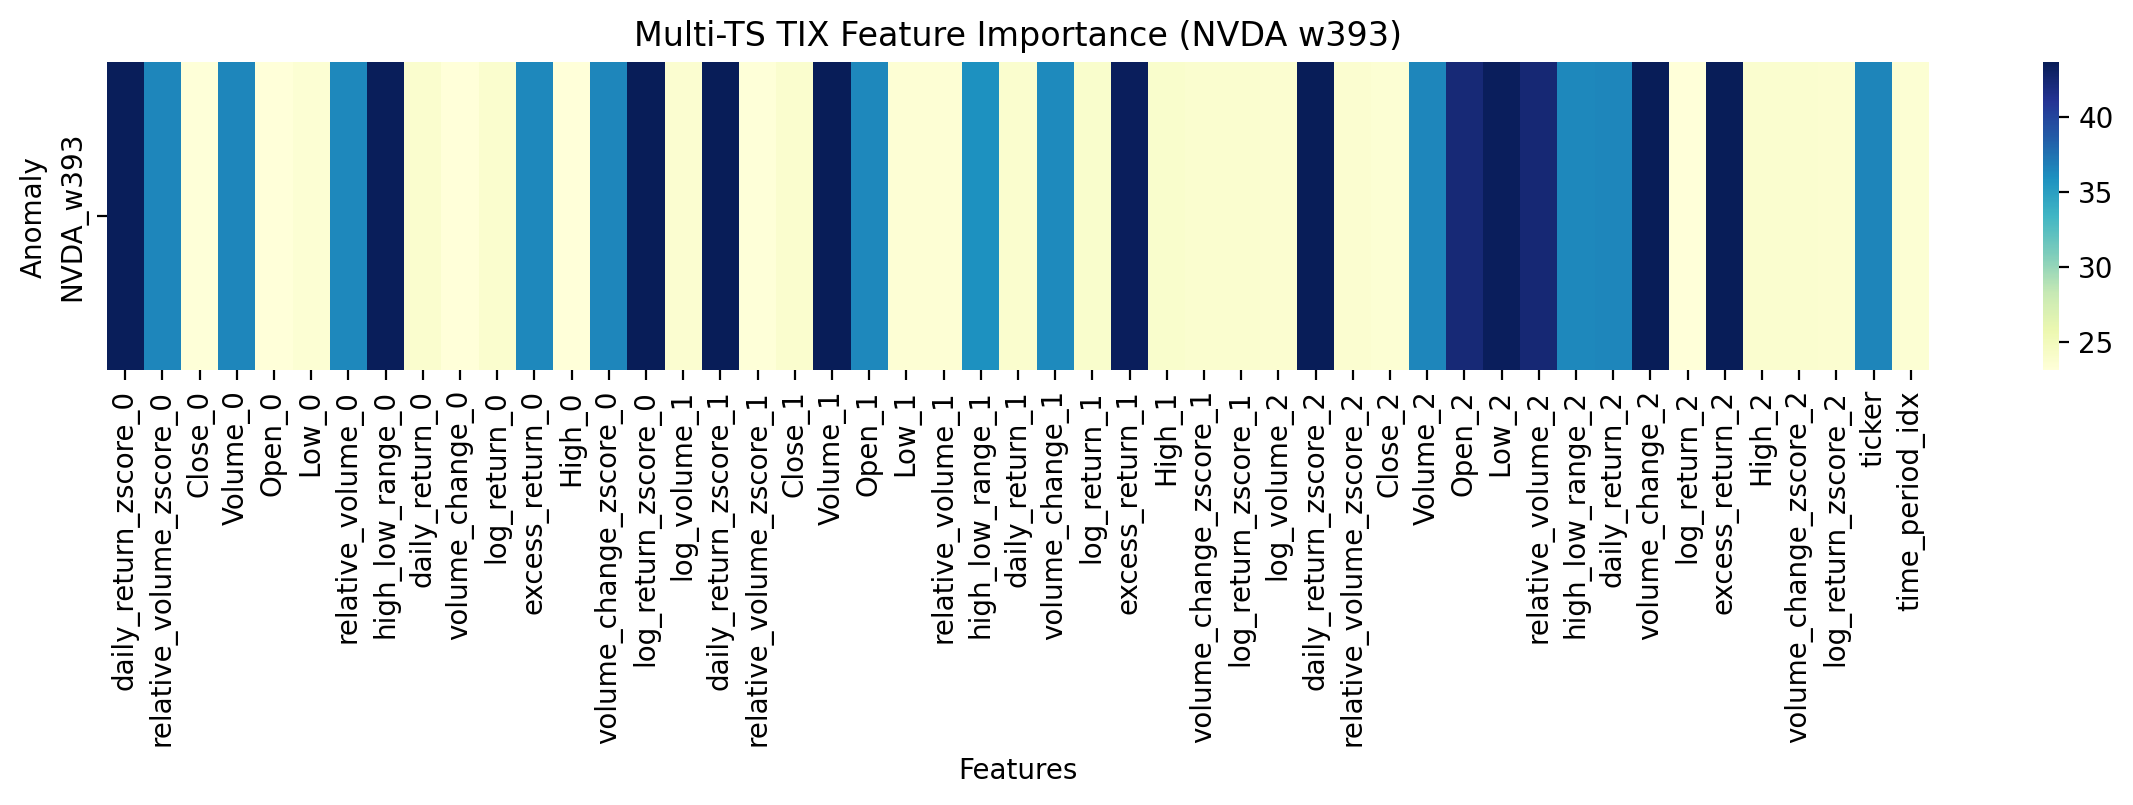 Multi-TS TIX Feature Importance (NVDA w393)
Anomaly
NVDA_w393
40
35
30
25
daily_return_zscore_0
relative_volume_zscore_0
Close_0
Volume_0
Open_0
Low_0
relative_volume_0
high_low_range_0
daily_return_0
volume_change_0
log_return_0
excess_return_0
High_0
volume_change_zscore_0
log_return_zscore_0
log_volume_1
daily_return_zscore_1
relative_volume_zscore_1
Close_1
Volume_1
Open_1
Low_1
relative_volume_1
high_low_range_1
daily_return_1
volume_change_1
log_return_1
excess_return_1
High_1
volume_change_zscore_1
log_return_zscore_1
log_volume_2
daily_return_zscore_2
relative_volume_zscore_2
Close_2
Volume_2
Open_2
Low_2
relative_volume_2
high_low_range_2
daily_return_2
volume_change_2
log_return_2
excess_return_2
High_2
volume_change_zscore_2
log_return_zscore_2
ticker
time_period_idx
Features